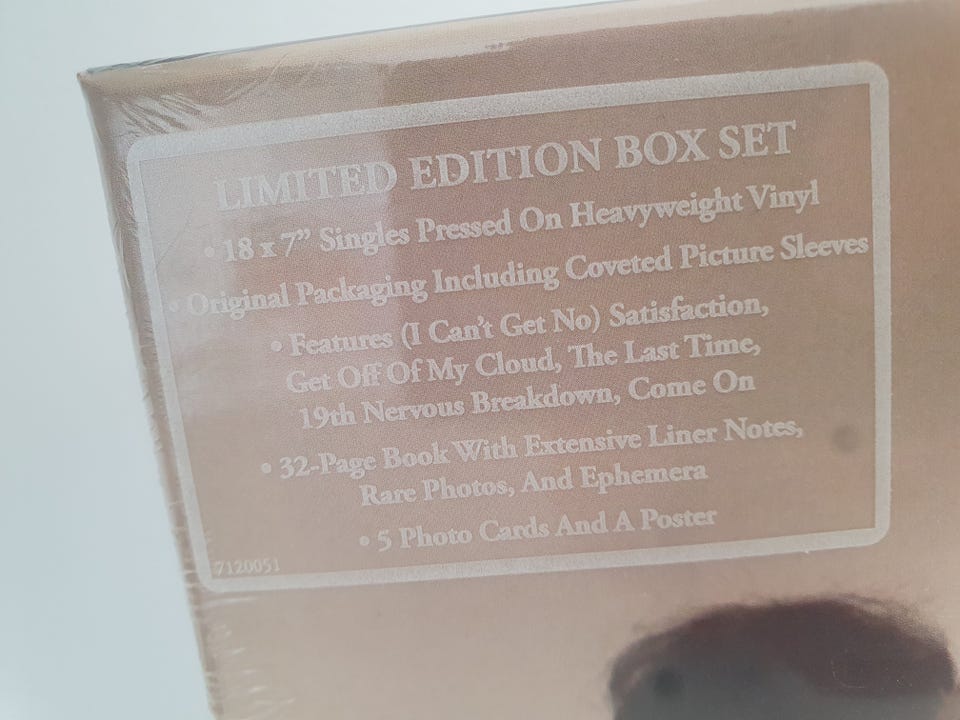 LIMITED EDITION BOX SET
• 18 x 7” Singles Pressed On Heavyweight Vinyl
• Original Packaging Including Coveted Picture Sleeves
• Features (I Can’t Get No) Satisfaction,
Get Off Of My Cloud, The Last Time,
19th Nervous Breakdown, Come On
• 32-Page Book With Extensive Liner Notes,
Rare Photos, And Ephemera
• 5 Photo Cards And A Poster
7120051